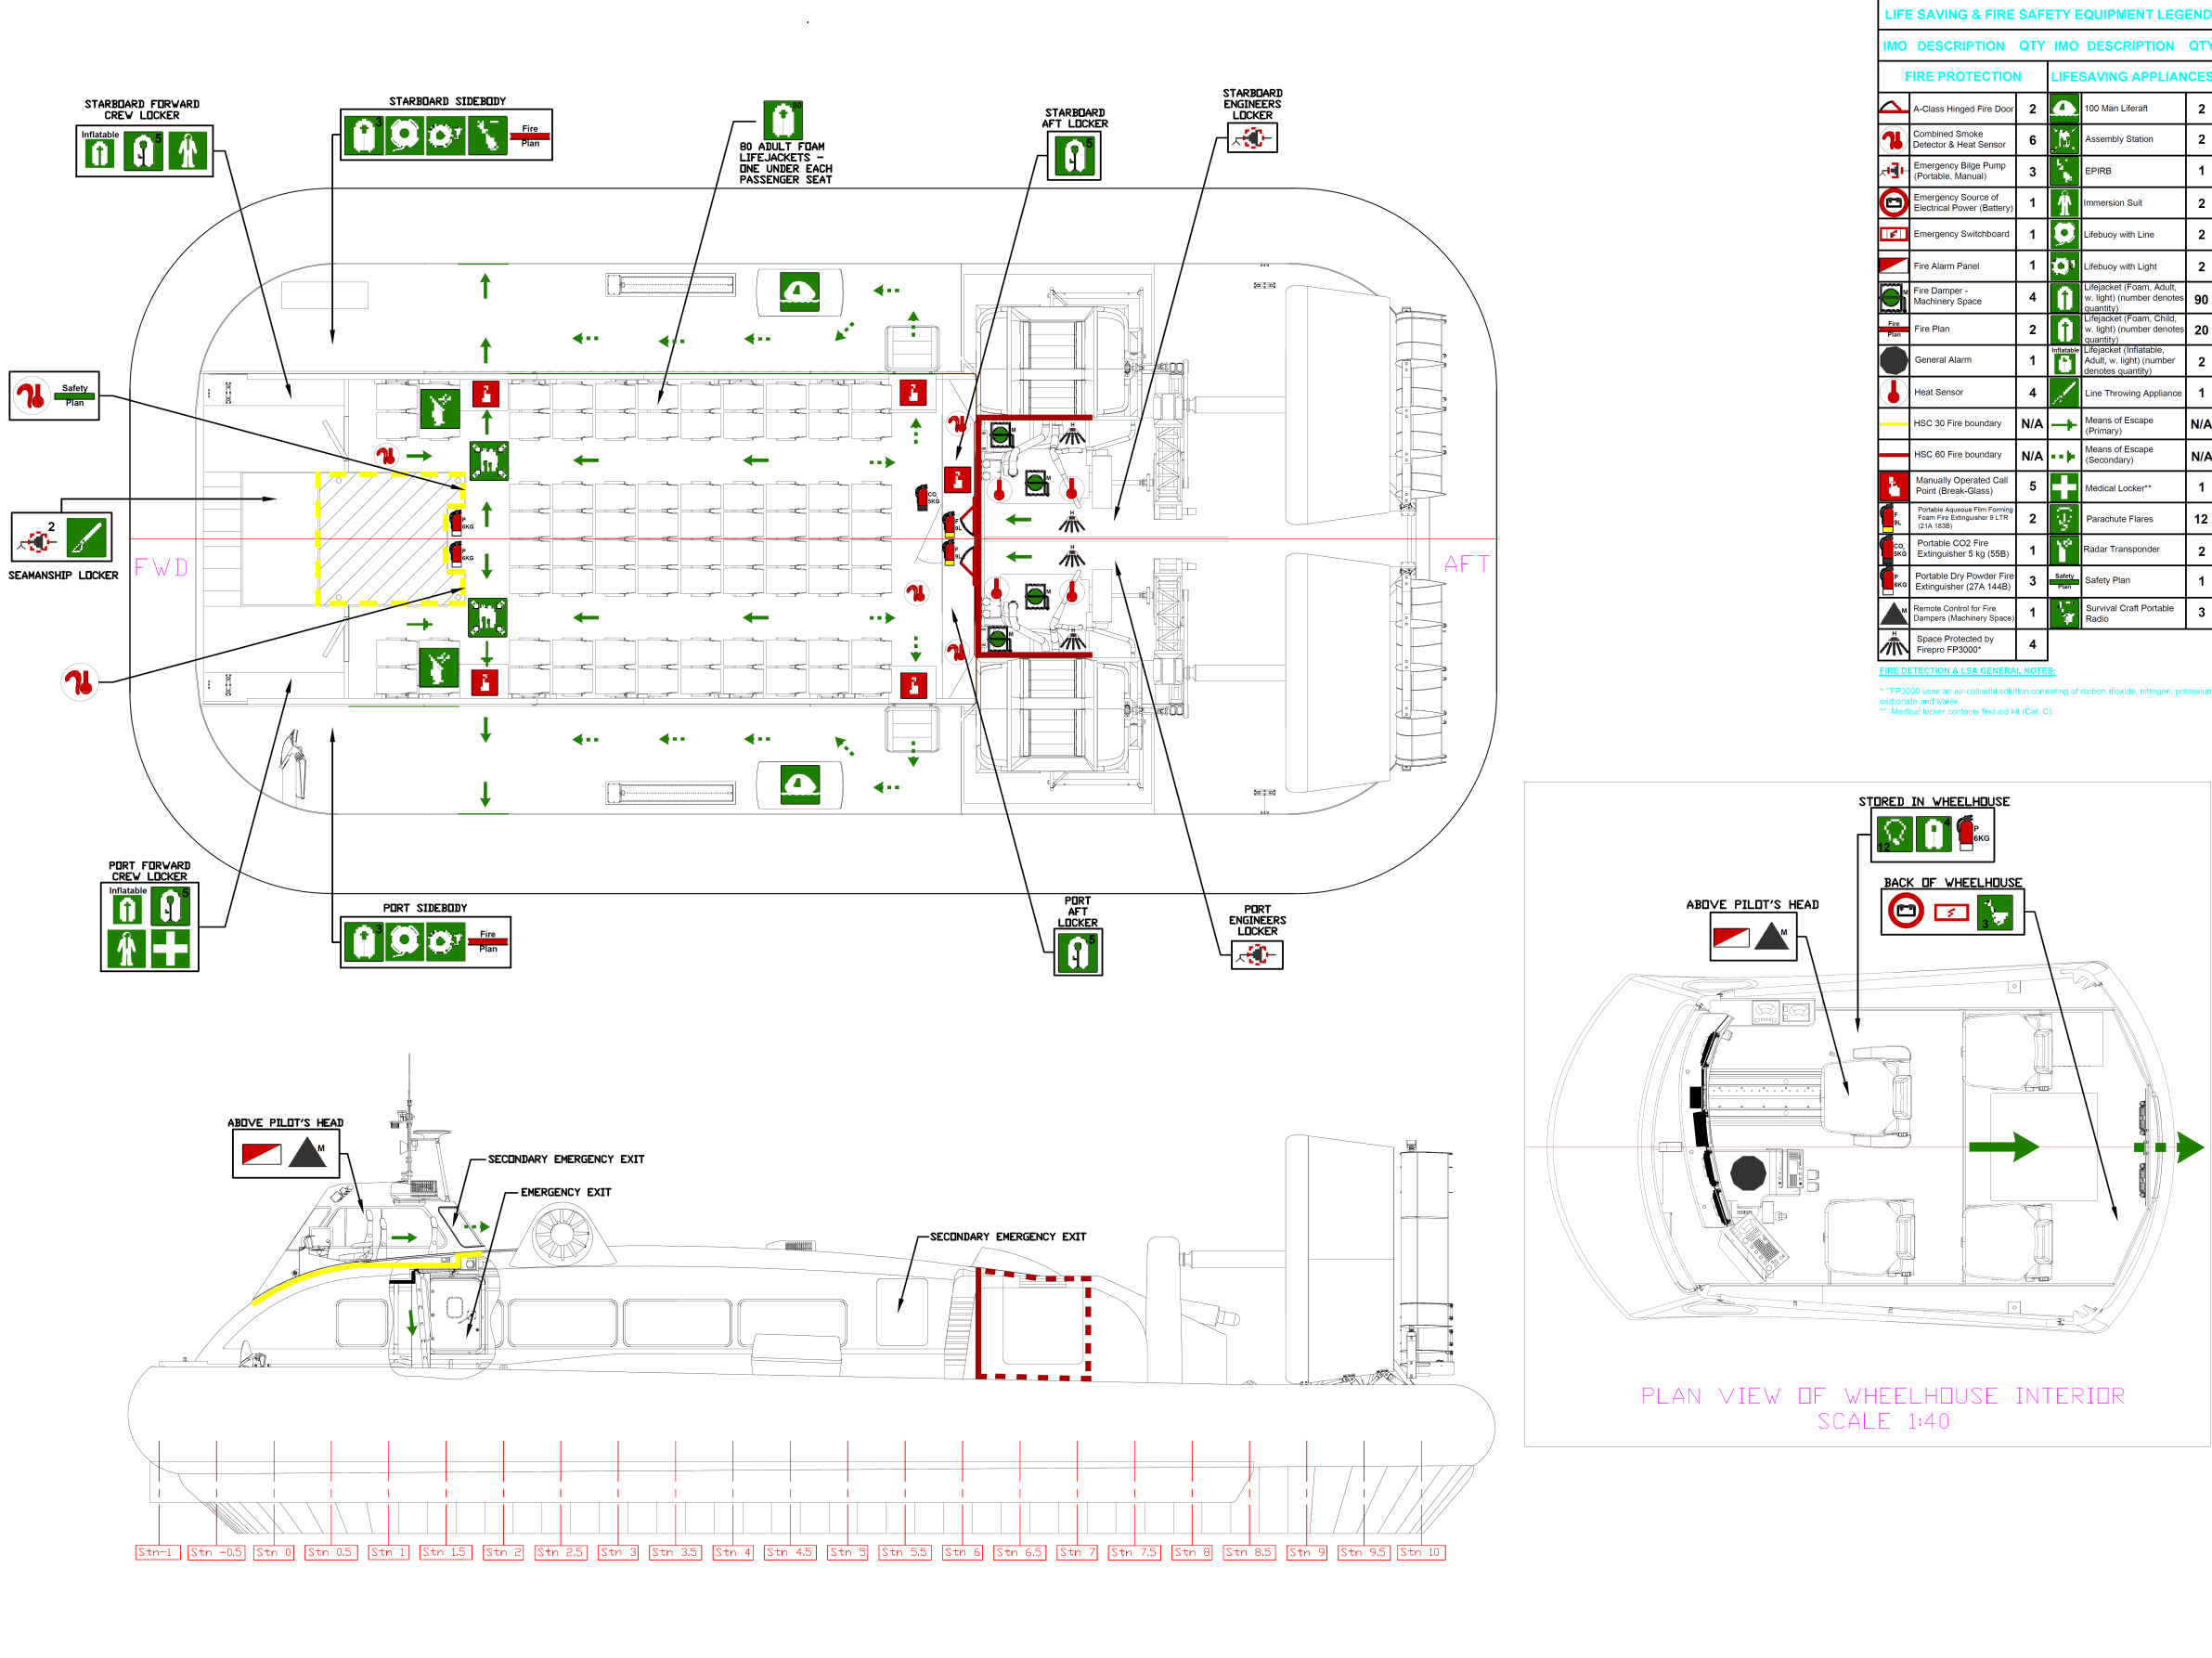 LIFE SAVING & FIRE SAFETY EQUIPMENT LEGEND
IMO DESCRIPTION QTY IMO DESCRIPTION QTY
FIRE PROTECTION
LIFESAVING APPLIANCES
A-Class Hinged Fire Door 2
100 Man Liferaft 2
Combined Smoke
Detector & Heat Sensor 6
Assembly Station 2
Emergency Bilge Pump
(Portable, Manual) 3
EPIRB 1
Emergency Source of
Electrical Power (Battery) 1
Immersion Suit 2
Emergency Switchboard 1
Lifebuoy with Line 2
Fire Alarm Panel 1
Lifebuoy with Light 2
M
Fire Damper -
Machinery Space 4
Lifejacket (Foam, Adult,
w. light) (number denotes
quantity) 90
Fire
Plan
Fire Plan 2
Lifejacket (Foam, Child,
w. light) (number denotes
quantity) 20
General Alarm 1
Inflatable
Lifejacket (Inflatable,
Adult, w. light) (number
denotes quantity) 2
Heat Sensor 4
Line Throwing Appliance 1
HSC 30 Fire boundary N/A
Means of Escape
(Primary) N/A
HSC 60 Fire boundary N/A
Means of Escape
(Secondary) N/A
Manually Operated Call
Point (Break-Glass) 5
Medical Locker** 1
F
9L
Portable Aqueous Film Forming
Foam Fire Extinguisher 9 LTR
(21A 183B) 2
Parachute Flares 12
CO2
5KG
Portable CO2 Fire
Extinguisher 5 kg (55B) 1
Radar Transponder 2
P
6KG
Portable Dry Powder Fire
Extinguisher (27A 144B) 3
Safety
Plan
Safety Plan 1
M
Remote Control for Fire
Dampers (Machinery Space) 1
Survival Craft Portable
Radio 3
H
Space Protected by
Firepro FP3000* 4
FIRE DETECTION & LSA GENERAL NOTES:
* FP3000 uses an air-colloidal solution consisting of carbon dioxide, nitrogen, potassium
carbonate and water.
** Medical locker contains first aid kit (Cat. C).
STARBOARD FORWARD
CREW LOCKER
Inflatable
5
STARBOARD SIDEBODY
3
Fire
Plan
80
80 ADULT FOAM
LIFEJACKETS -
ONE UNDER EACH
PASSENGER SEAT
STARBOARD
AFT LOCKER
5
STARBOARD
ENGINEERS
LOCKER
Safety
Plan
2
SEAMANSHIP LOCKER
FWD
AFT
P
6KG
P
6KG
CO2
5KG
F
9L
F
9L
M
H
M
H
H
M
M
H
PORT FORWARD
CREW LOCKER
Inflatable
5
PORT SIDEBODY
3
Fire
Plan
PORT
AFT
LOCKER
5
PORT
ENGINEERS
LOCKER
STORED IN WHEELHOUSE
12
4
P
6KG
BACK OF WHEELHOUSE
3
ABOVE PILOT'S HEAD
M
PLAN VIEW OF WHEELHOUSE INTERIOR
SCALE 1:40
ABOVE PILOT'S HEAD
M
SECONDARY EMERGENCY EXIT
EMERGENCY EXIT
SECONDARY EMERGENCY EXIT
Stn-1 Stn -0.5 Stn 0 Stn 0.5 Stn 1 Stn 1.5 Stn 2 Stn 2.5 Stn 3 Stn 3.5 Stn 4 Stn 4.5 Stn 5 Stn 5.5 Stn 6 Stn 6.5 Stn 7 Stn 7.5 Stn 8 Stn 8.5 Stn 9 Stn 9.5 Stn 10